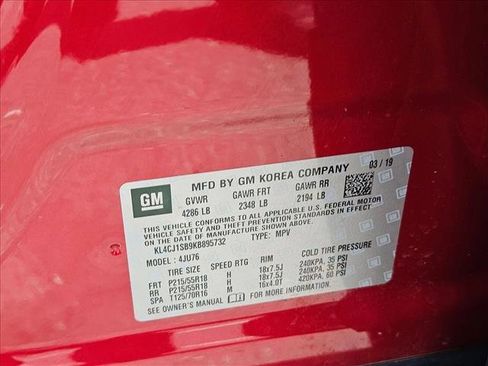 GM
MFD BY GM KOREA COMPANY 03/19
GVWR GAWR FRT GAWR RR
4286 LB 2348 LB 2194 LB
THIS VEHICLE CONFORMS TO ALL APPLICABLE U.S. FEDERAL MOTOR
VEHICLE SAFETY AND THEFT PREVENTION STANDARDS IN EFFECT
ON THE DATE OF MANUFACTURE SHOWN ABOVE.
KL4CJ1SB9KB895732 TYPE: MPV
MODEL: 4JU76
TIRE SIZE SPEED RTG RIM COLD TIRE PRESSURE
FRT P215/55R18 H 18x7.5J 240KPA, 35 PSI
RR P215/55R18 H 18x7.5J 240KPA, 35 PSI
SPA T125/70R16 M 16x4.0T 420KPA, 60 PSI
SEE OWNER'S MANUAL FOR MORE INFORMATION.